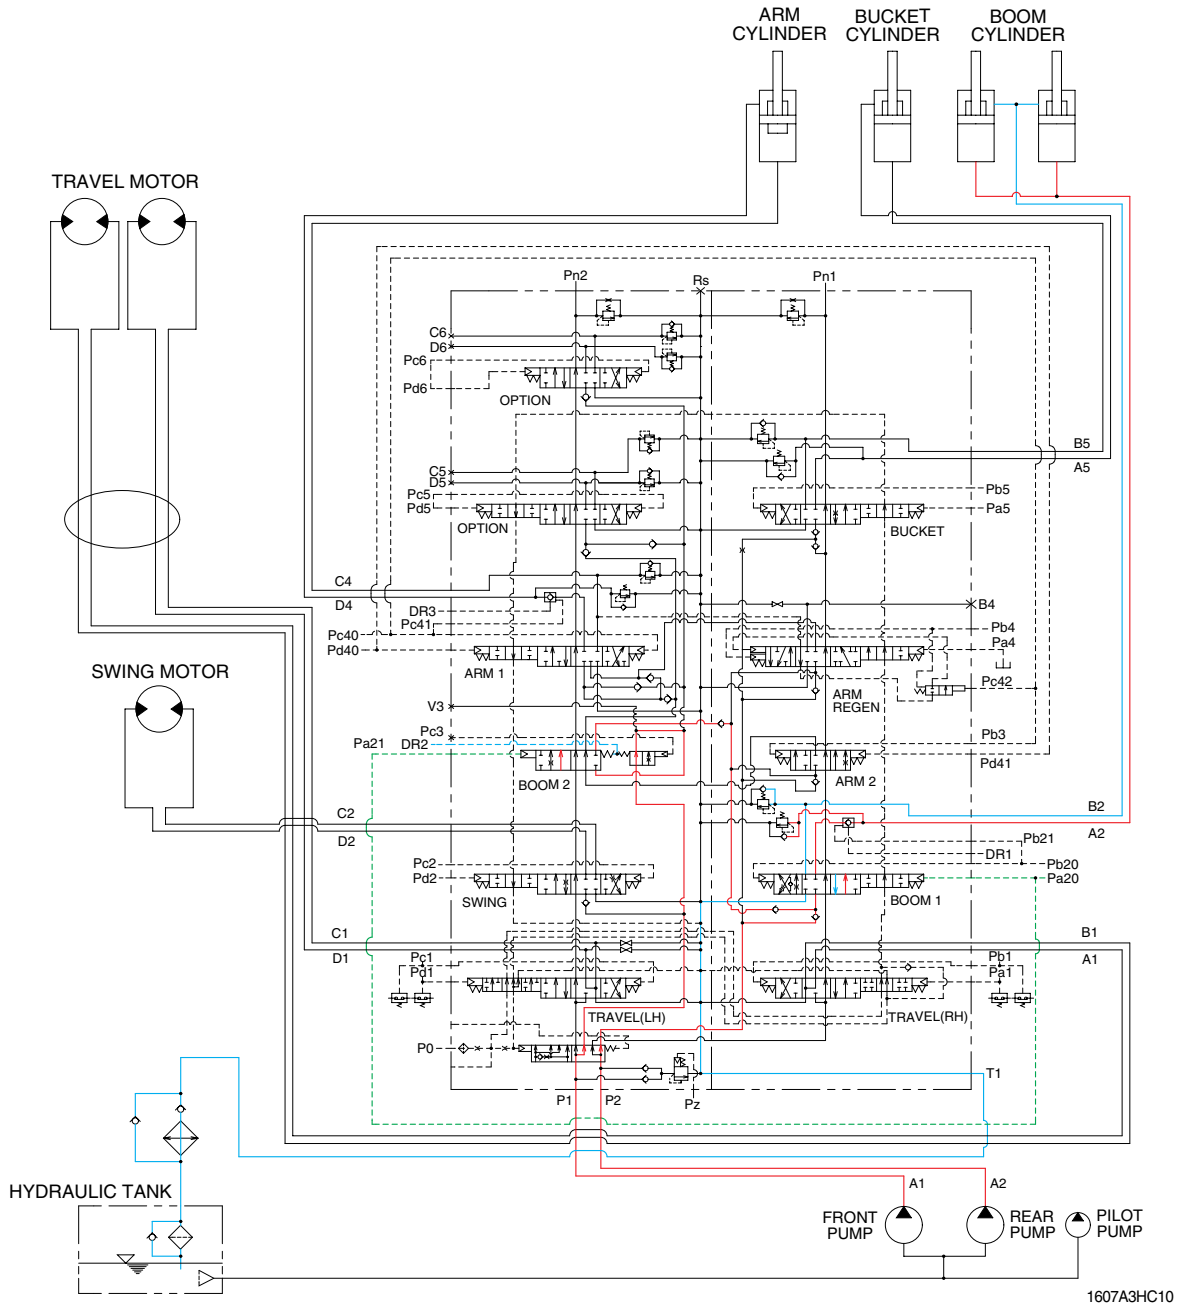 ARM
CYLINDER
BUCKET
CYLINDER
BOOM
CYLINDER
TRAVEL MOTOR
Pn2
Rs
Pn1
C6
D6
Pc6
Pd6
OPTION
B5
A5
C5
D5
Pc5
Pd5
OPTION
Pb5
Pa5
BUCKET
C4
D4
DR3
Pc41
B4
Pc40
Pd40
Pb4
Pa4
ARM 1
ARM
REGEN
Pc42
SWING MOTOR
V3
Pc3
Pa21
DR2
Pb3
BOOM 2
ARM 2
Pd41
C2
D2
B2
A2
Pb21
DR1
Pc2
Pd2
Pb20
Pa20
SWING
BOOM 1
C1
D1
B1
A1
Pc1
Pd1
Pb1
Pa1
TRAVEL(LH)
TRAVEL(RH)
P0
T1
P1
P2
Pz
HYDRAULIC TANK
A1
A2
FRONT
PUMP
REAR
PUMP
PILOT
PUMP
1607A3HC10